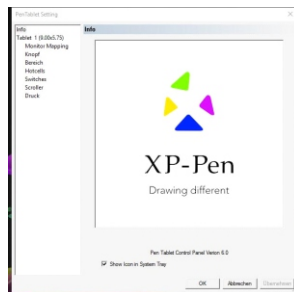 PenTablet Setting
Info
Tablet 1 (9.00x5.75)
Monitor Mapping
Knopf
Bereich
Hotcells
Switches
Scroller
Druck
Info
XP-Pen
Drawing different
Pen Tablet Control Panel Version 6.0
Show Icon in System Tray
OK
Abbrechen
Übernehmen